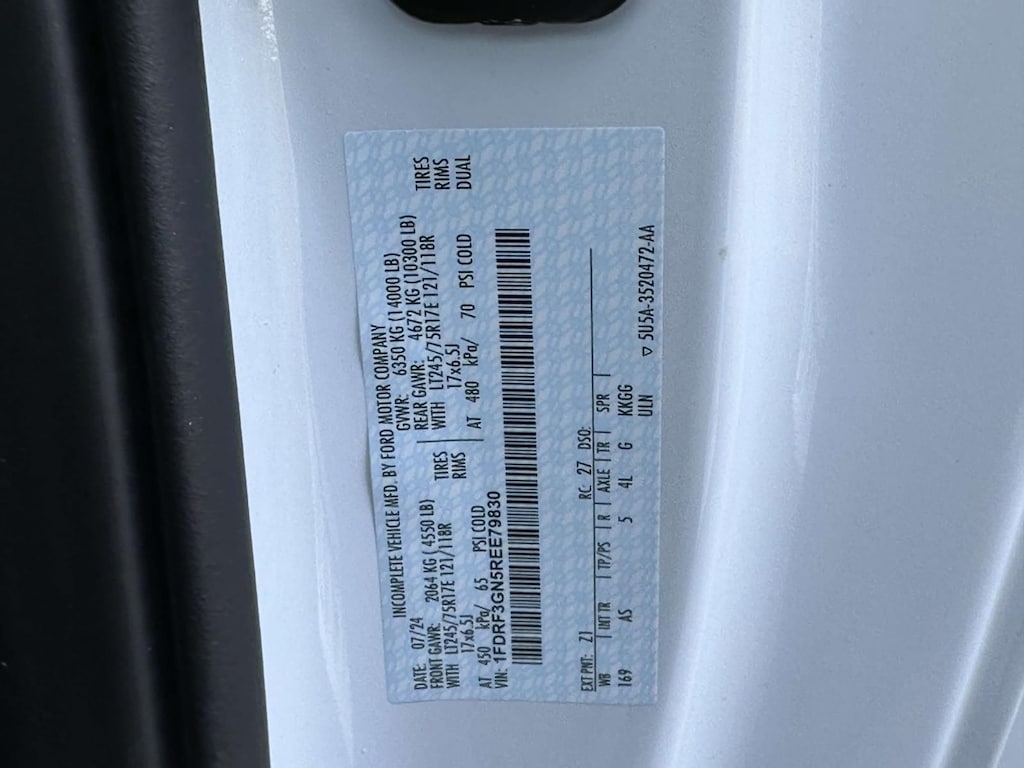 INCOMPLETE VEHICLE MFD. BY FORD MOTOR COMPANY
DATE: 07/24 GVWR: 6350 KG (14000 LB)
FRONT GAWR: 2064 KG ( 4550 LB) REAR GAWR: 4672 KG (10300 LB)
WITH LT245/75R17E 121/118R TIRES WITH LT245/75R17E 121/118R TIRES
17x6.5J RIMS 17x6.5J RIMS
AT 450 kPa/ 65 PSI COLD AT 480 kPa/ 70 PSI COLD DUAL
VIN: 1FDRF3GN5REE79830
EXT PNT: Z1 RC: 27 DSO:
WB | INT TR | TP/PS | R | AXLE | TR | SPR |
169 AS 5 4L G KKGG
ULN ▽ 5U5A-3520472-AA